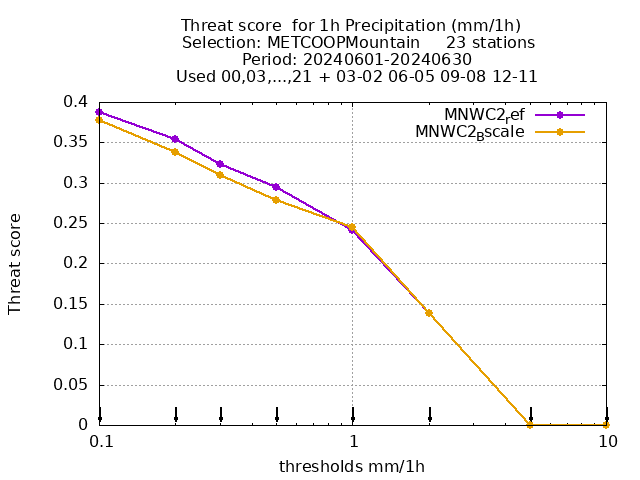 Threat score  for 1h Precipitation (mm/1h)
Selection: METCOOPMountain     23 stations
Period: 20240601-20240630
Used 00,03,...,21 + 03-02 06-05 09-08 12-11
MNWC2ref
MNWC2Bscale
0.4
0.35
0.3
0.25
0.2
0.15
0.1
0.05
0
Threat score
0.1
1
10
thresholds mm/1h